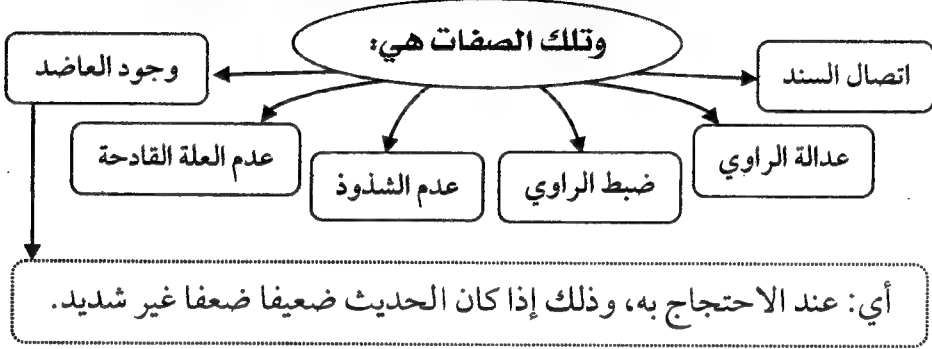 وتلك الصفات هي:
اتصال السند
عدالة الراوي
ضبط الراوي
عدم الشذوذ
عدم العلة القادحة
وجود العاضد
أي: عند الاحتجاج به، وذلك إذا كان الحديث ضعيفا ضعفا غير شديد.